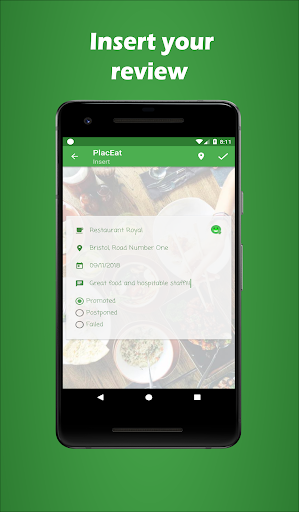 Insert your
review
8:11
PlacEat
Insert
Restaurant Royal
Bristol Road Number One
09/11/2018
Great food and hospitable staff!!!
Promoted
Postponed
Failed